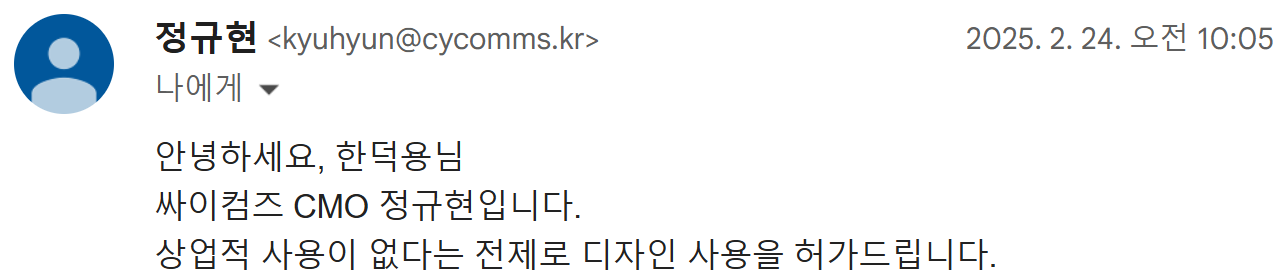 정규현 <kyuhyun@cycomms.kr> 2025. 2. 24. 오전 10:05
나에게
안녕하세요, 한덕용님
싸이컴즈 CMO 정규현입니다.
상업적 사용이 없다는 전제로 디자인 사용을 허가드립니다.